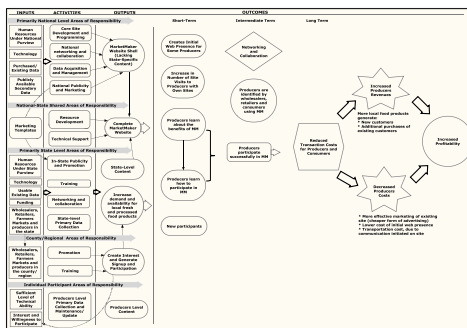 INPUTS
ACTIVITIES
OUTPUTS
OUTCOMES
Primarily National Level Areas of Responsibility
Short-Term
Intermediate Term
Long Term
Human
Resources
Under National
Purview
Technology
Purchased/
Existing Data
Publicly
Available
Secondary
Data
Core-Site
Development and
Programming
National
networking and
collaboration
Data Acquisition
and Management
National Publicity
and Marketing
MarketMaker
Website Shell
(Lacking
State-Specific
Content)
Creates Initial
Web Presence for
Some Producers
Increase in
Number of Site
Visits to
Producers with
Own Sites
Networking and
Collaboration
Producers are
identified by
wholesalers,
retailers and
consumers
using MM
Increased
Producers
Revenues
More local food products
generate
* New customers
* Additional purchases of
existing customers
National-State Shared Areas of Responsibility
Marketing
Templates
Resource
Development
Technical Support
Complete
MarketMaker
Website
Producers learn
about the
benefits of MM
Producers
participate
successfully in MM
Reduced
Transaction Costs
for Producers
and Consumers
Increased
Profitability
Primarily State Level Areas of Responsibility
Human
Resources
Under State
Purview
Technology
Usable
Existing Data
Funding
Wholesalers,
Retailers,
Farmers
Markets and
producers in
the state
In-State Publicity
and Promotion
Training
Networking and
collaboration
State-level
Primary Data
Collection
State-Level
Content
Increase
demand and
availability for
local fresh and
processed food
products
Producers learn
how to
participate in
MM
New participants
Decreased
Producers
Costs
* More effective marketing of existing
site (cheaper form of advertising)
* Lower cost of initial web presence
* Transportation cost, due to
communication initiated on site
County/Regional Areas of Responsibility
Wholesalers,
Retailers,
Farmers
Markets and
producers in
the county/
region
Promotion
Training
Create Interest
and Generate
Signup and
Participation
Individual Participant Areas of Responsibility
Sufficient
Level of
Technical
Ability
Interest and
Willingness to
Participate
Producers Level
Primary Data
Collection and
Maintenance/
Update
Producers Level
Content